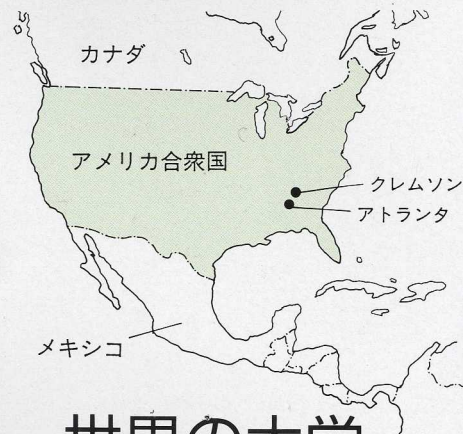 カナダ
アメリカ合衆国
クレムソン
アトランタ
メキシコ
世界の大学